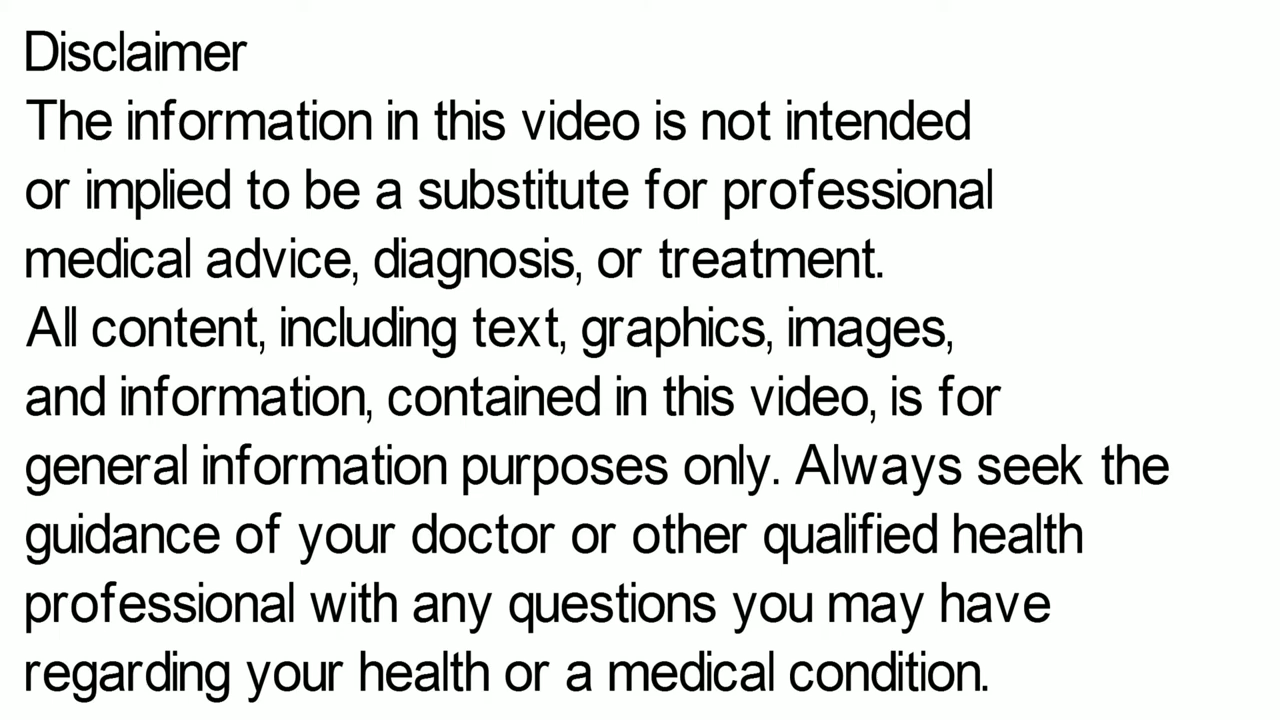 Disclaimer
The information in this video is not intended
or implied to be a substitute for professional
medical advice, diagnosis, or treatment.
All content, including text, graphics, images,
and information, contained in this video, is for
general information purposes only. Always seek the
guidance of your doctor or other qualified health
professional with any questions you may have
regarding your health or a medical condition.